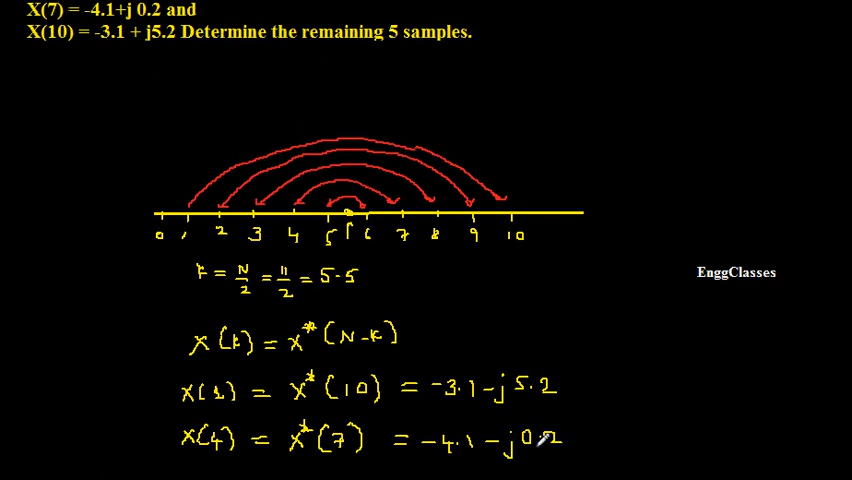 X(7) = -4.1+j 0.2 and
X(10) = -3.1 + j5.2 Determine the remaining 5 samples.
0 1 2 3 4 5 6 7 8 9 10
K = N/2 = 11/2 = 5.5
EnggClasses
X(K) = X*(N-K)
X(1) = X*(10) = -3.1 - j5.2
X(4) = X*(7) = -4.1 - j0.2